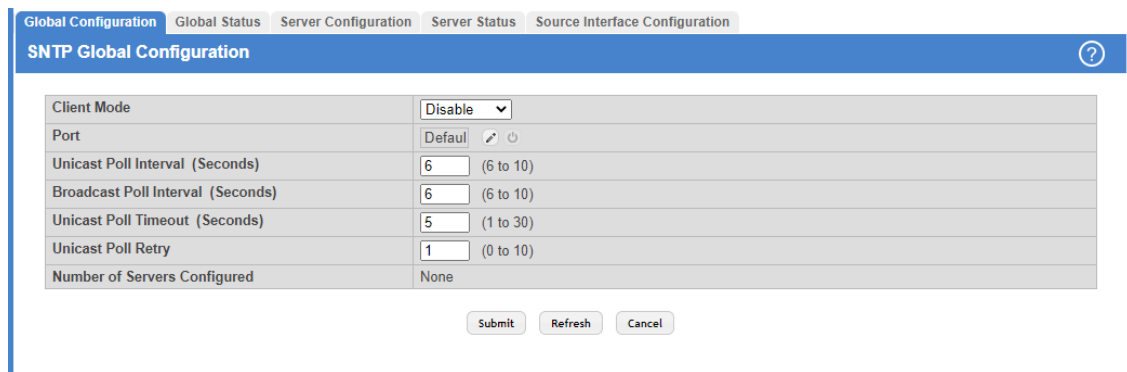 Global Configuration Global Status Server Configuration Server Status Source Interface Configuration
SNTP Global Configuration ?
Client Mode Disable
Port Defaul
Unicast Poll Interval (Seconds) 6 (6 to 10)
Broadcast Poll Interval (Seconds) 6 (6 to 10)
Unicast Poll Timeout (Seconds) 5 (1 to 30)
Unicast Poll Retry 1 (0 to 10)
Number of Servers Configured None
Submit Refresh Cancel